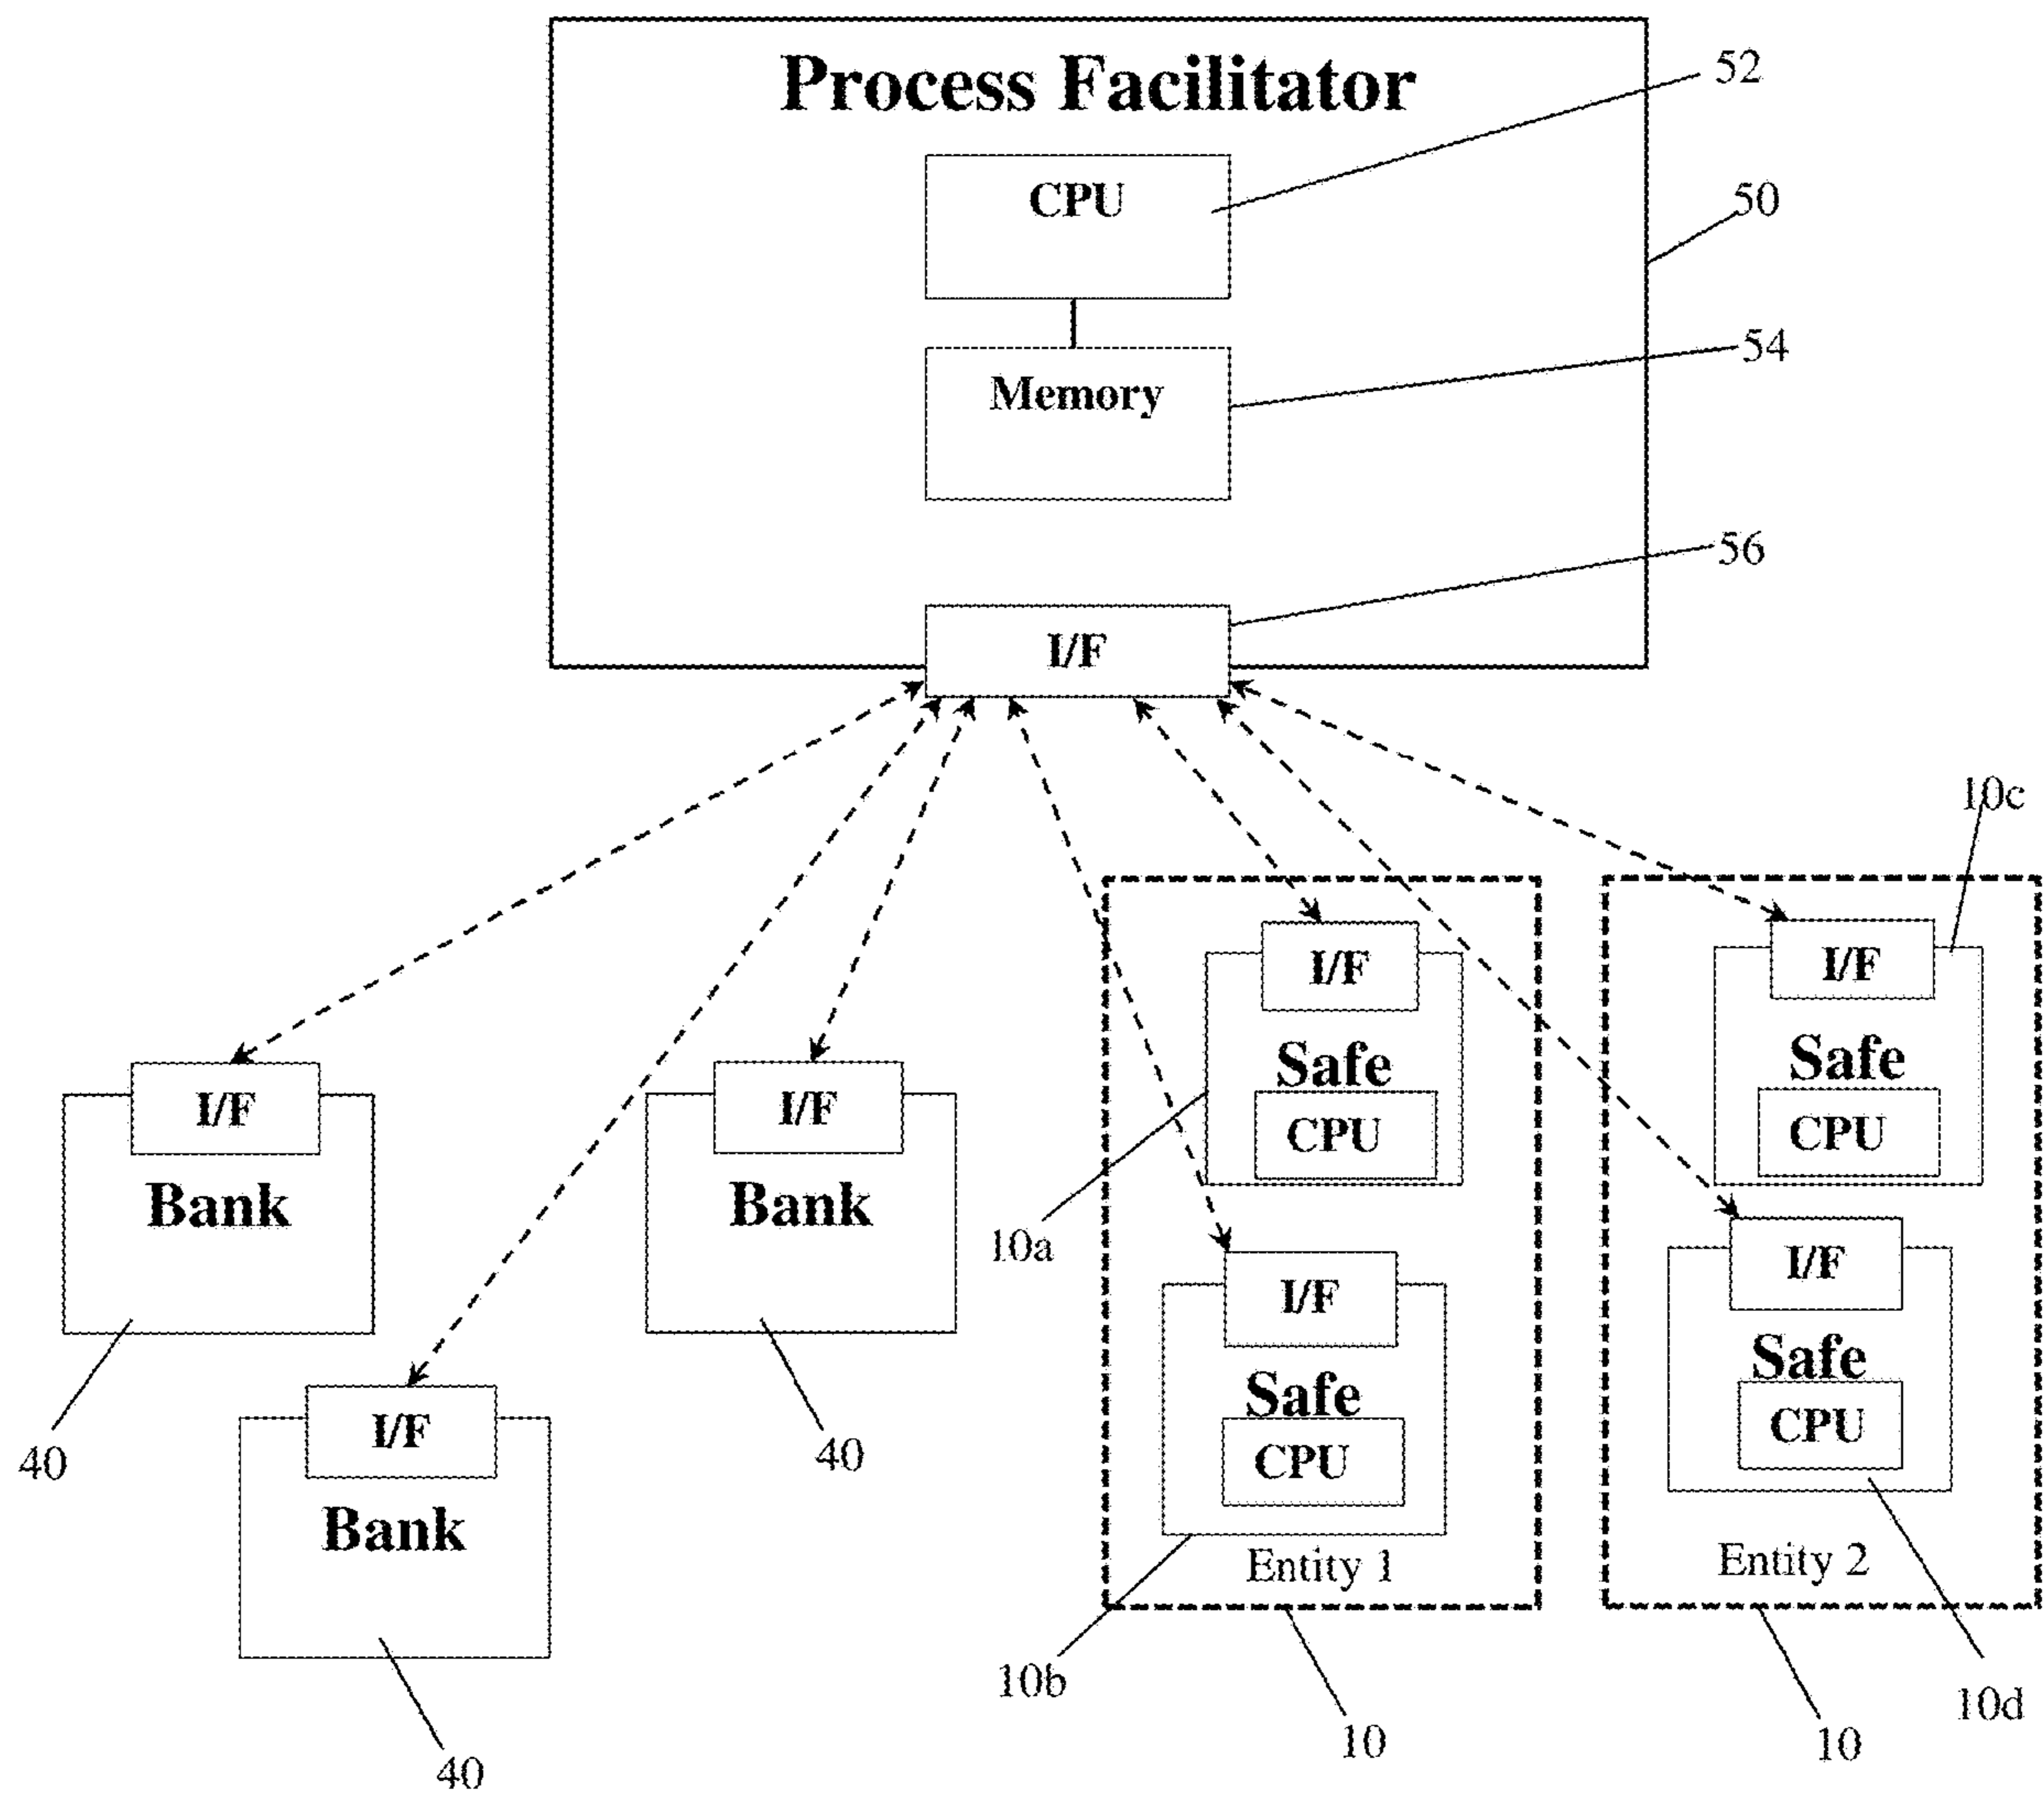 Process Facilitator
52
CPU
50
54
Memory
56
I/F
10c
I/F
I/F
Safe
Safe
CPU
CPU
I/F
I/F
Bank
Bank
10a
I/F
I/F
Safe
Safe
CPU
CPU
40
40
I/F
Bank
Entity 1
Entity 2
10b
10d
10
10
40